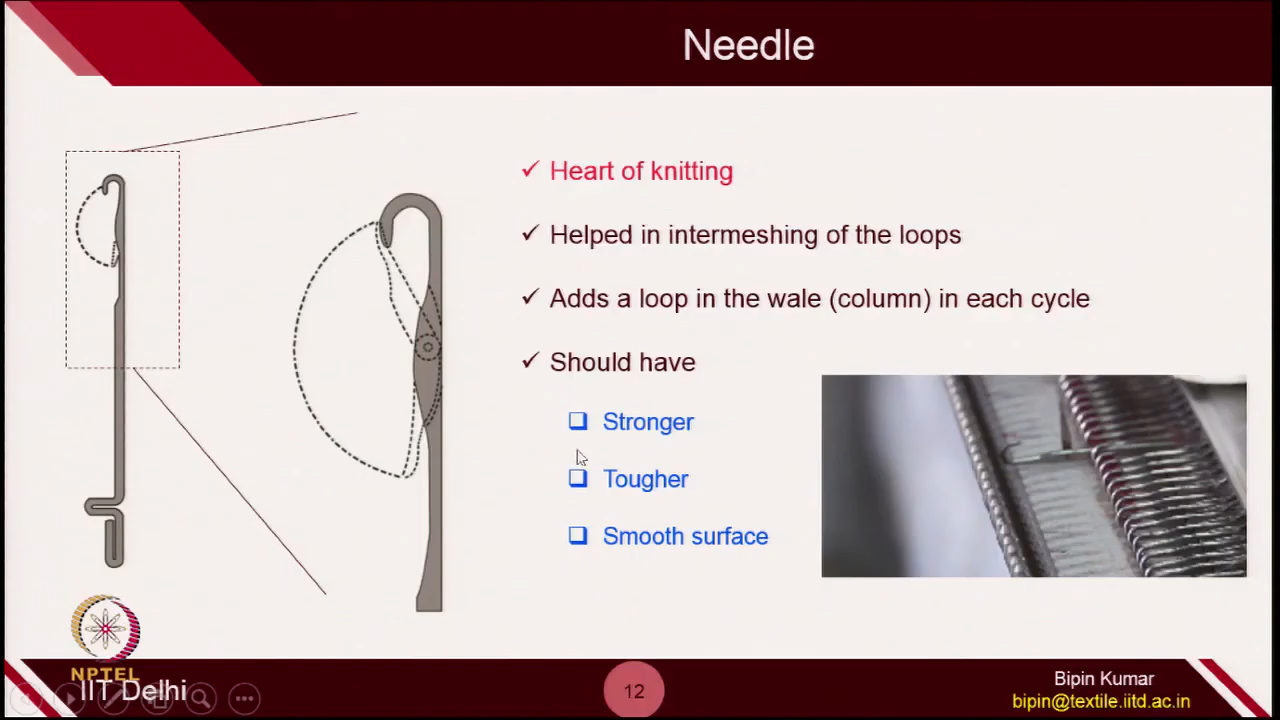 Needle
Heart of knitting
Helped in intermeshing of the loops
Adds a loop in the wale (column) in each cycle
Should have
Stronger
Tougher
Smooth surface
NPTEL
IIT Delhi
12
Bipin Kumar
bipin@textile.iitd.ac.in